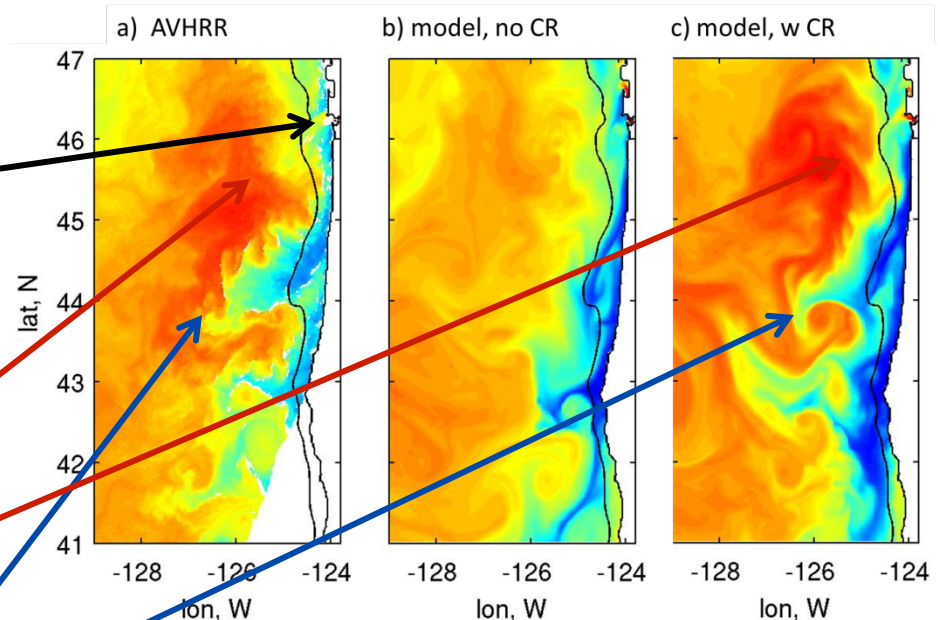 a) AVHRR
b) model, no CR
c) model, w CR
47
46
45
44
43
42
41
lat, N
-128 -126 -124
-128 -126 -124
-128 -126 -124
lon, W
lon, W
lon, W